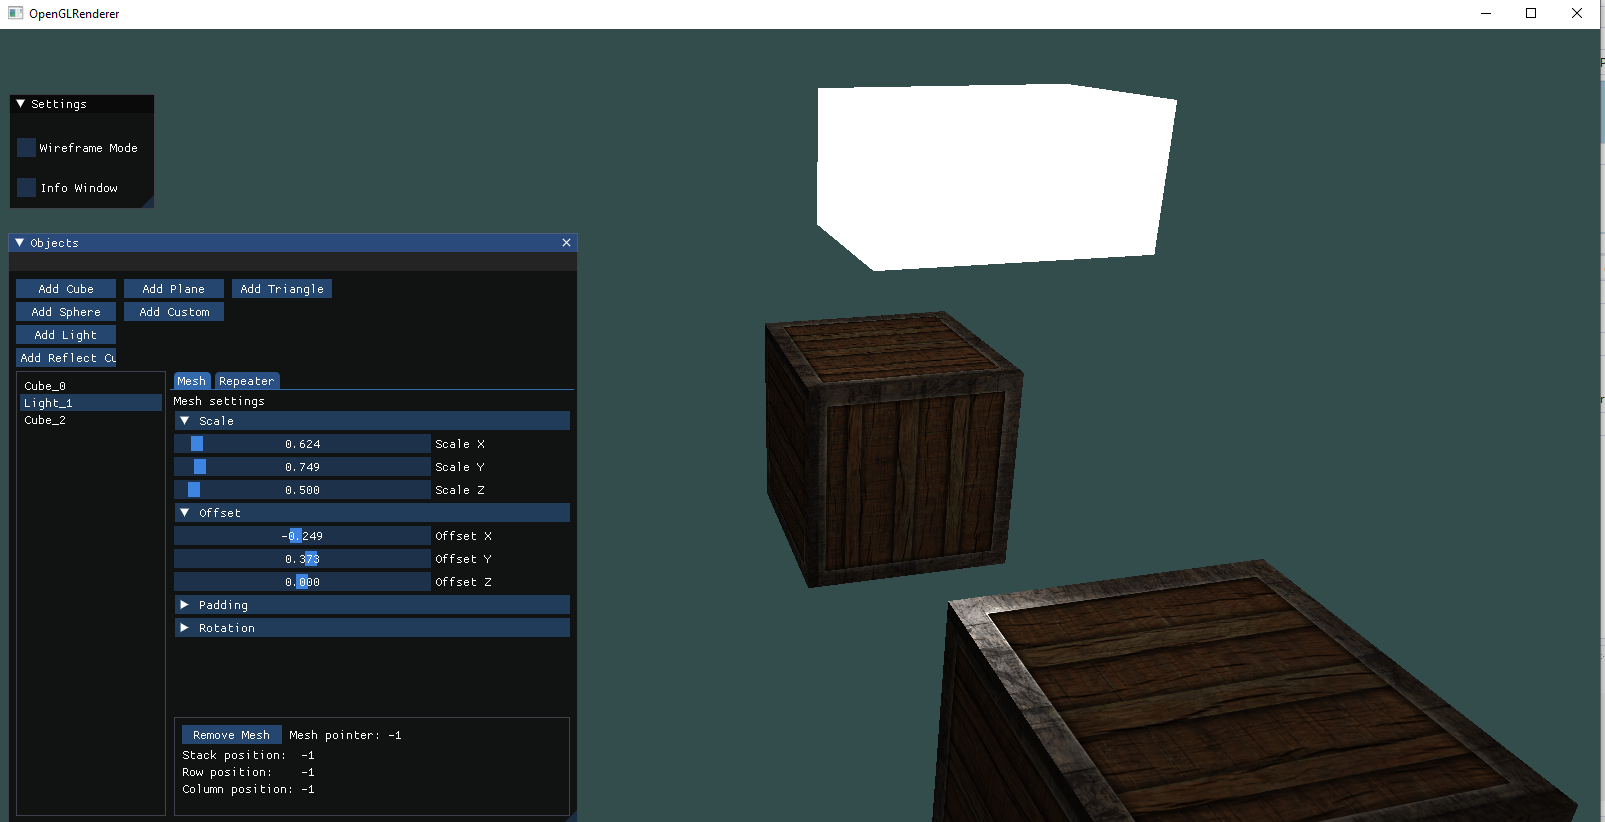 OpenGLRenderer
Settings
Wireframe Mode
Info Window
Objects
Add Cube Add Plane Add Triangle
Add Sphere Add Custom
Add Light
Add Reflect Cu
Cube_0
Light_1
Cube_2
Mesh Repeater
Mesh settings
Scale
0.624 Scale X
0.749 Scale Y
0.500 Scale Z
Offset
-0.249 Offset X
0.373 Offset Y
0.000 Offset Z
Padding
Rotation
Remove Mesh Mesh pointer: -1
Stack position: -1
Row position: -1
Column position: -1